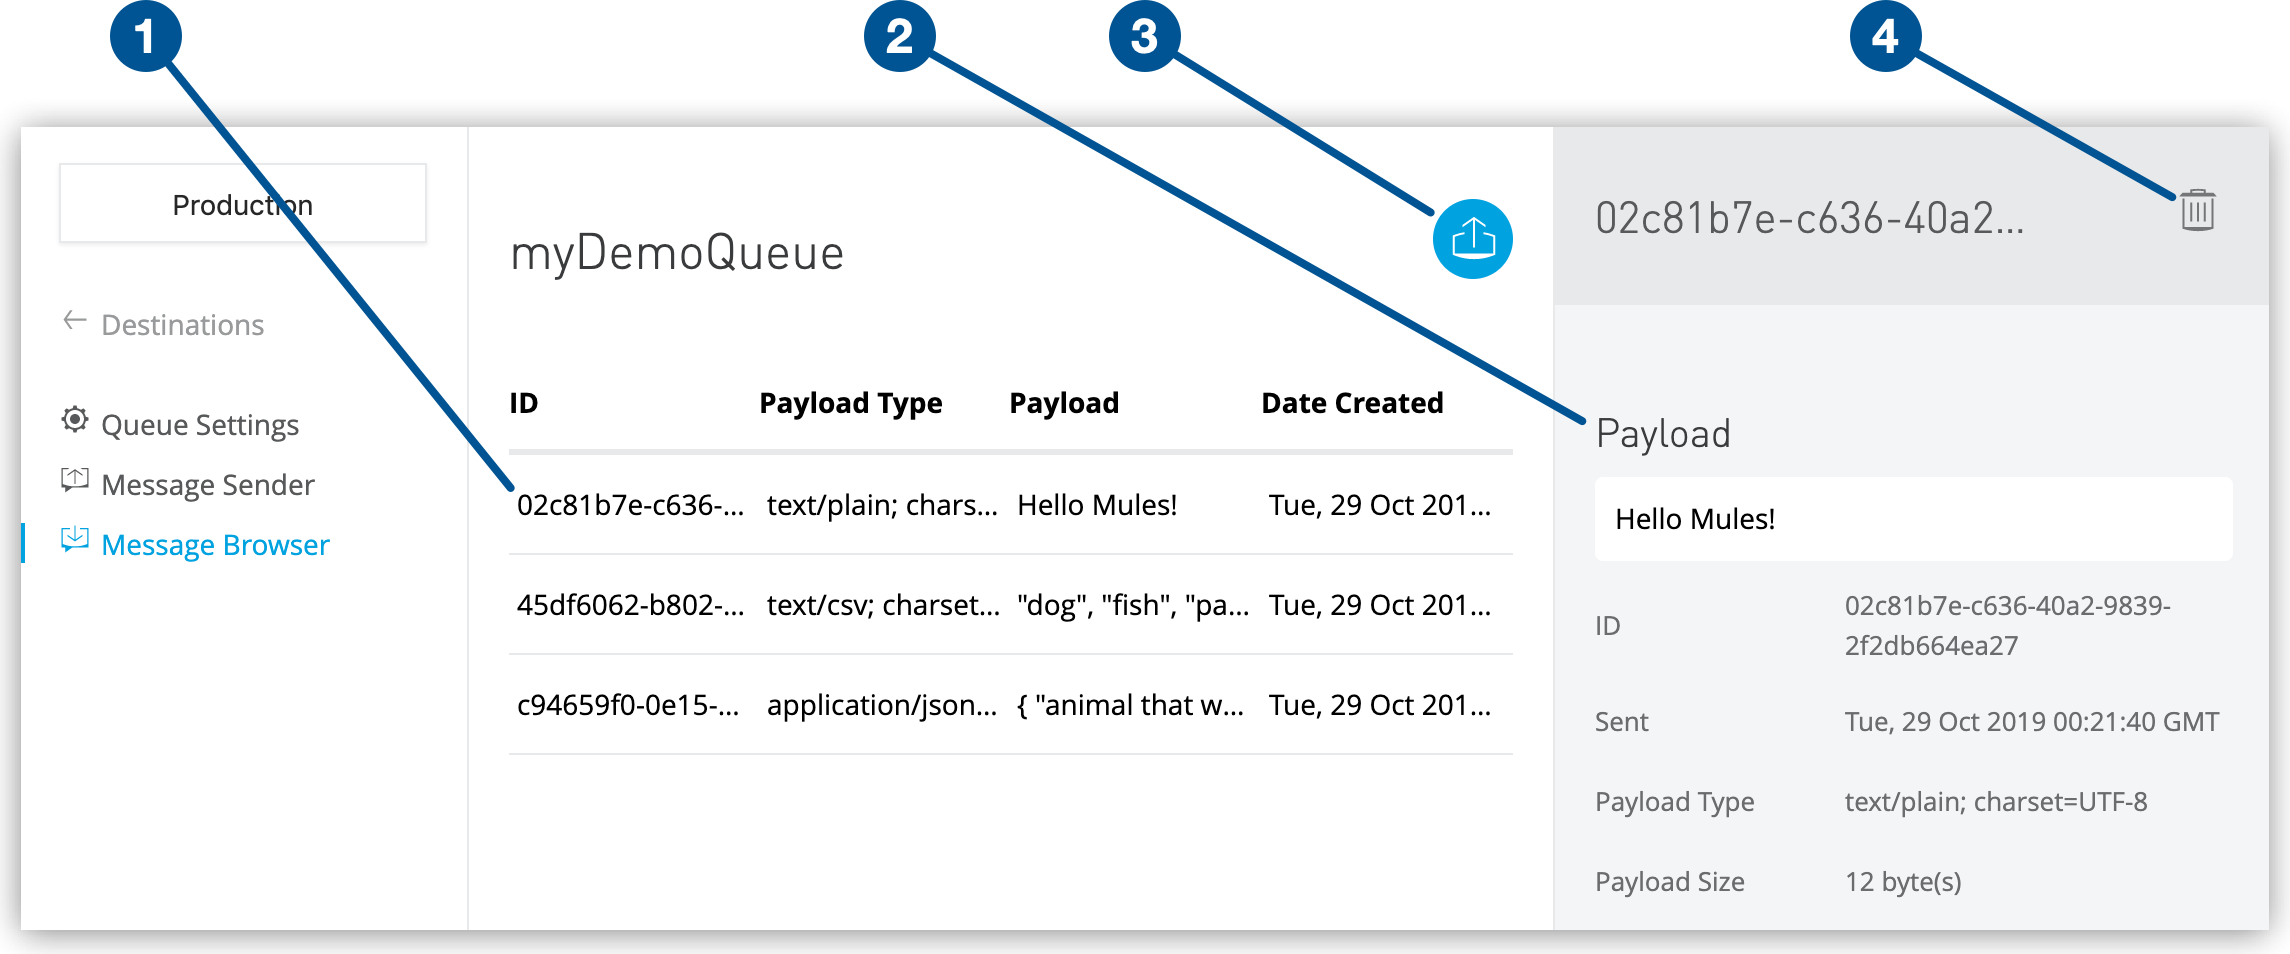 1 2 3 4
Production
Destinations
Queue Settings
Message Sender
Message Browser
myDemoQueue
ID Payload Type Payload Date Created
02c81b7e-c636-... text/plain; chars... Hello Mules! Tue, 29 Oct 201...
45df6062-b802-... text/csv; charset... "dog", "fish", "pa... Tue, 29 Oct 201...
c94659f0-0e15-... application/json... { "animal that w... Tue, 29 Oct 201...
02c81b7e-c636-40a2...
Payload
Hello Mules!
ID 02c81b7e-c636-40a2-9839-
2f2db664ea27
Sent Tue, 29 Oct 2019 00:21:40 GMT
Payload Type text/plain; charset=UTF-8
Payload Size 12 byte(s)